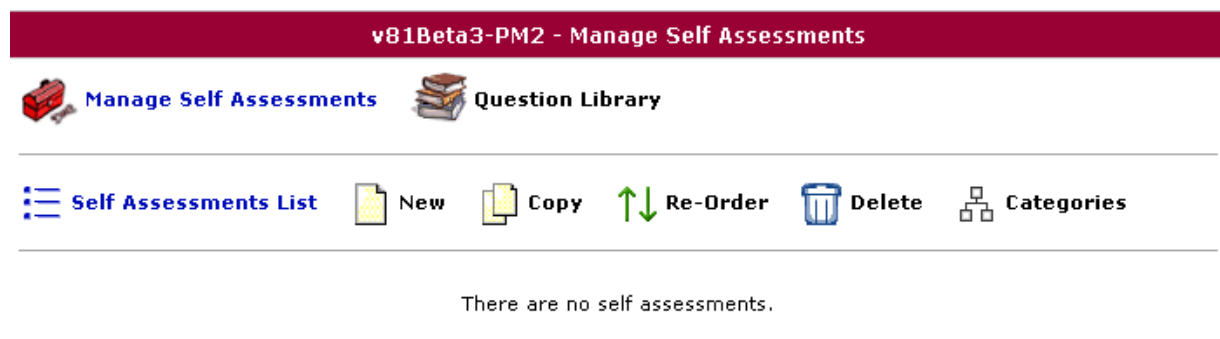 v81Beta3-PM2 - Manage Self Assessments
Manage Self Assessments Question Library
Self Assessments List New Copy Re-Order Delete Categories
There are no self assessments.